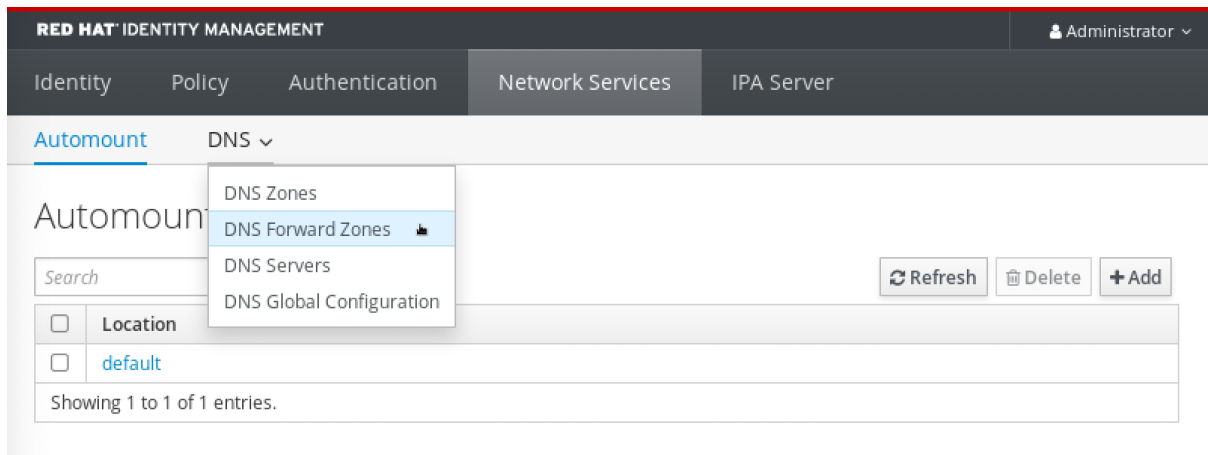 RED HAT® IDENTITY MANAGEMENT
Administrator
Identity Policy Authentication Network Services IPA Server
Automount DNS
DNS Zones
DNS Forward Zones
DNS Servers
DNS Global Configuration
Automoun
Search
Refresh Delete Add
Location
default
Showing 1 to 1 of 1 entries.